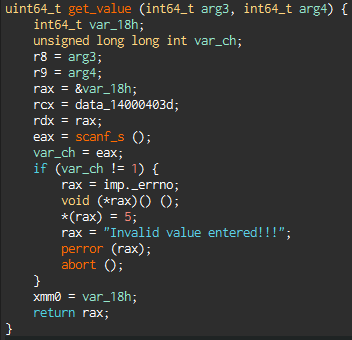 uint64_t get_value (int64_t arg3, int64_t arg4) {
    int64_t var_18h;
    unsigned long long int var_ch;
    r8 = arg3;
    r9 = arg4;
    rax = &var_18h;
    rcx = data_14000403d;
    rdx = rax;
    eax = scanf_s ();
    var_ch = eax;
    if (var_ch != 1) {
        rax = imp._errno;
        void (*rax)() ();
        *(rax) = 5;
        rax = "Invalid value entered!!!";
        perror (rax);
        abort ();
    }
    xmm0 = var_18h;
    return rax;
}